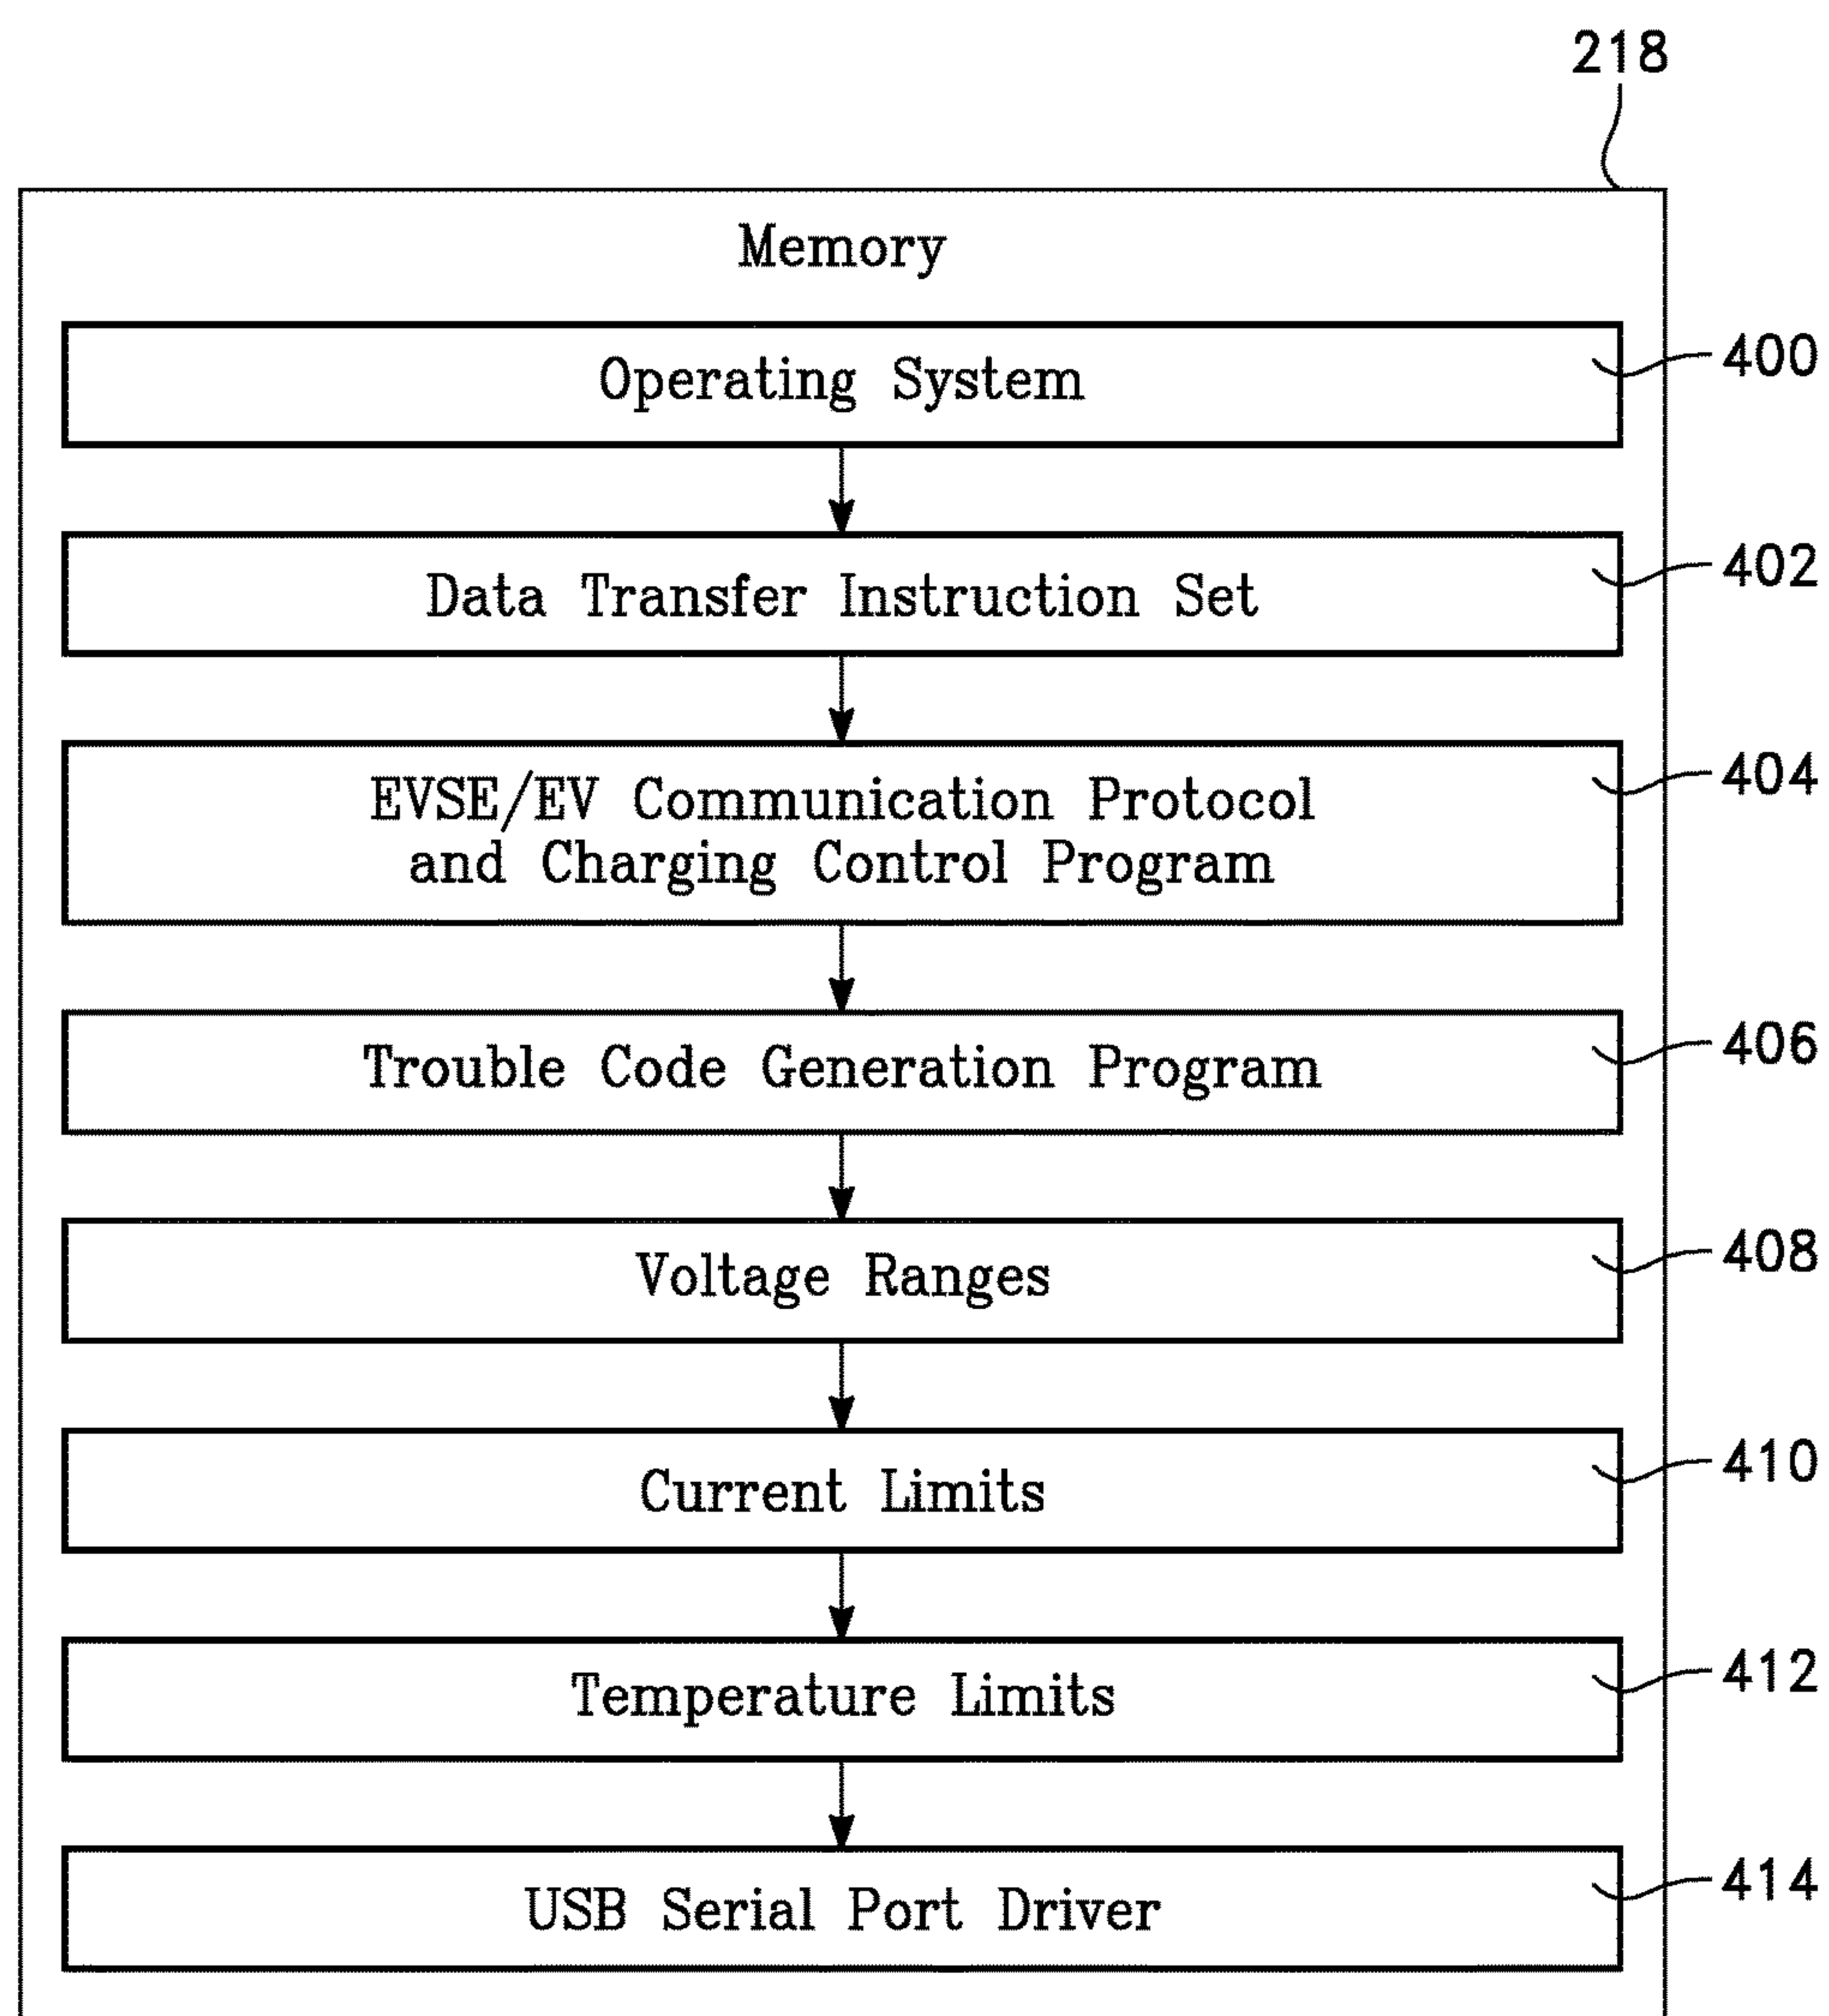 218
Memory
Operating System
400
Data Transfer Instruction Set
402
EVSE/EV Communication Protocol
and Charging Control Program
404
Trouble Code Generation Program
406
Voltage Ranges
408
Current Limits
410
Temperature Limits
412
USB Serial Port Driver
414